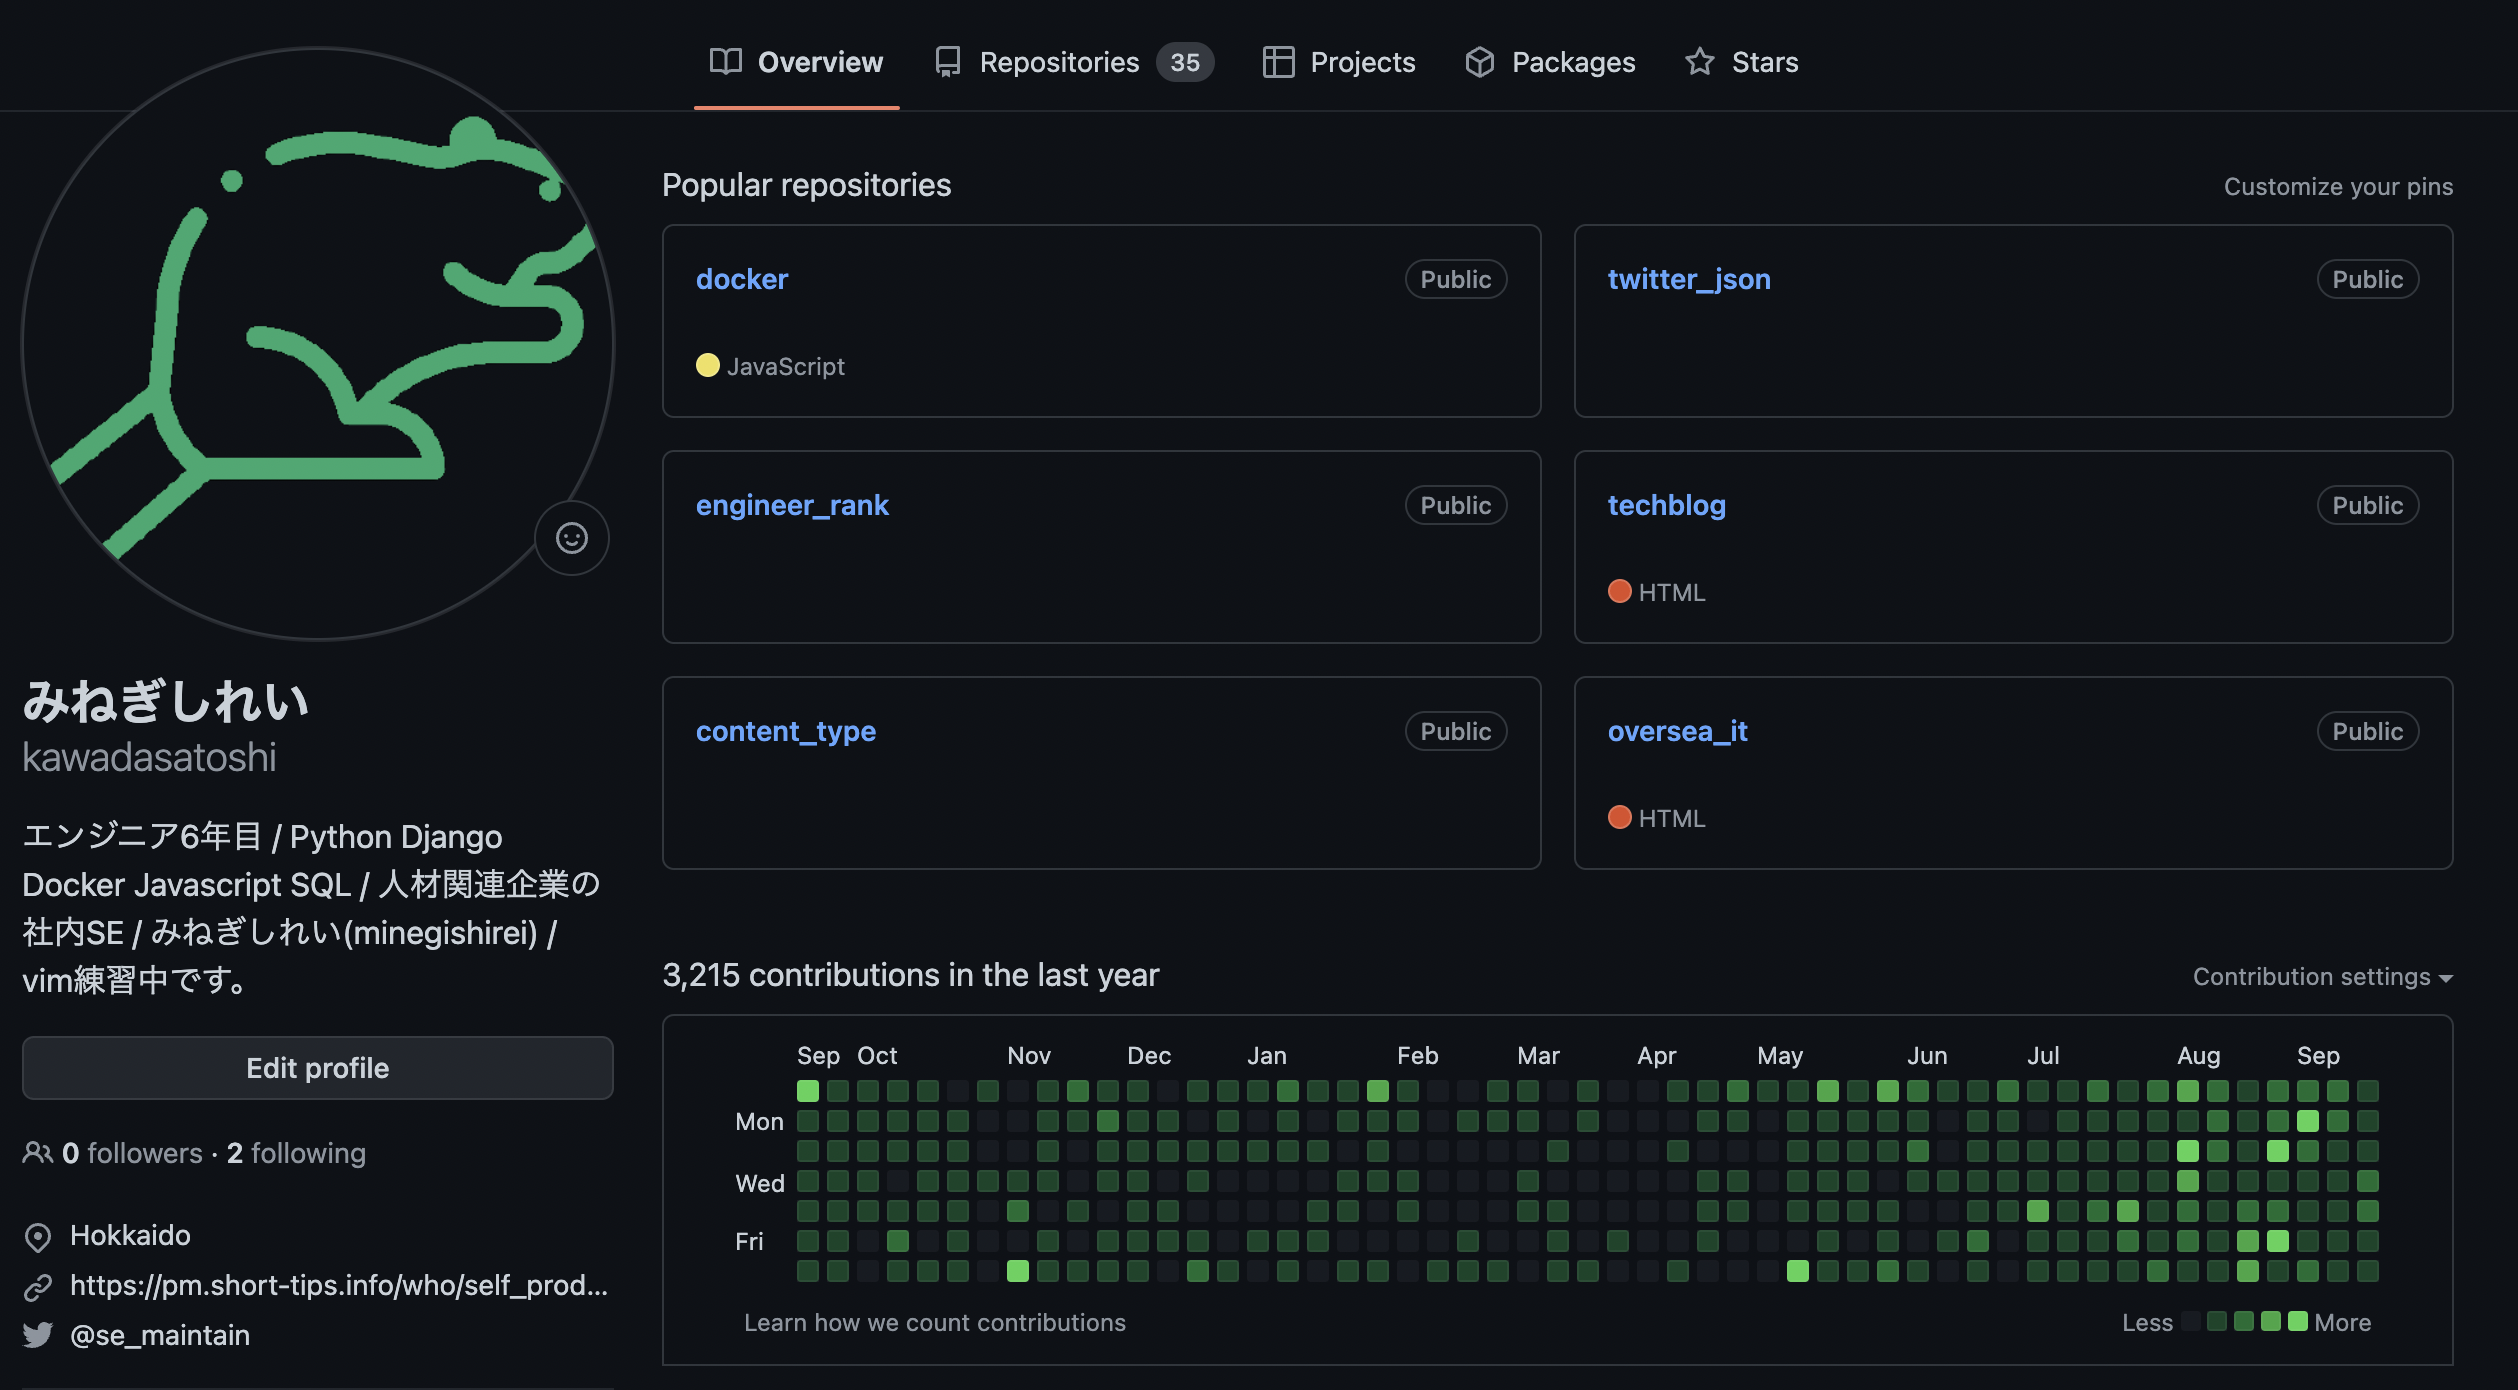 Overview
Repositories 35
Projects
Packages
Stars
みねぎしれい
kawadasatoshi
エンジニア6年目 / Python Django
Docker Javascript SQL / 人材関連企業の
社内SE / みねぎしれい(minegishirei) /
vim練習中です。
Edit profile
0 followers · 2 following
Hokkaido
https://pm.short-tips.info/who/self_prod...
@se_maintain
Popular repositories
Customize your pins
docker
Public
JavaScript
twitter_json
Public
engineer_rank
Public
techblog
Public
HTML
content_type
Public
oversea_it
Public
HTML
3,215 contributions in the last year
Contribution settings
Sep Oct Nov Dec Jan Feb Mar Apr May Jun Jul Aug Sep
Mon
Wed
Fri
Learn how we count contributions
Less More